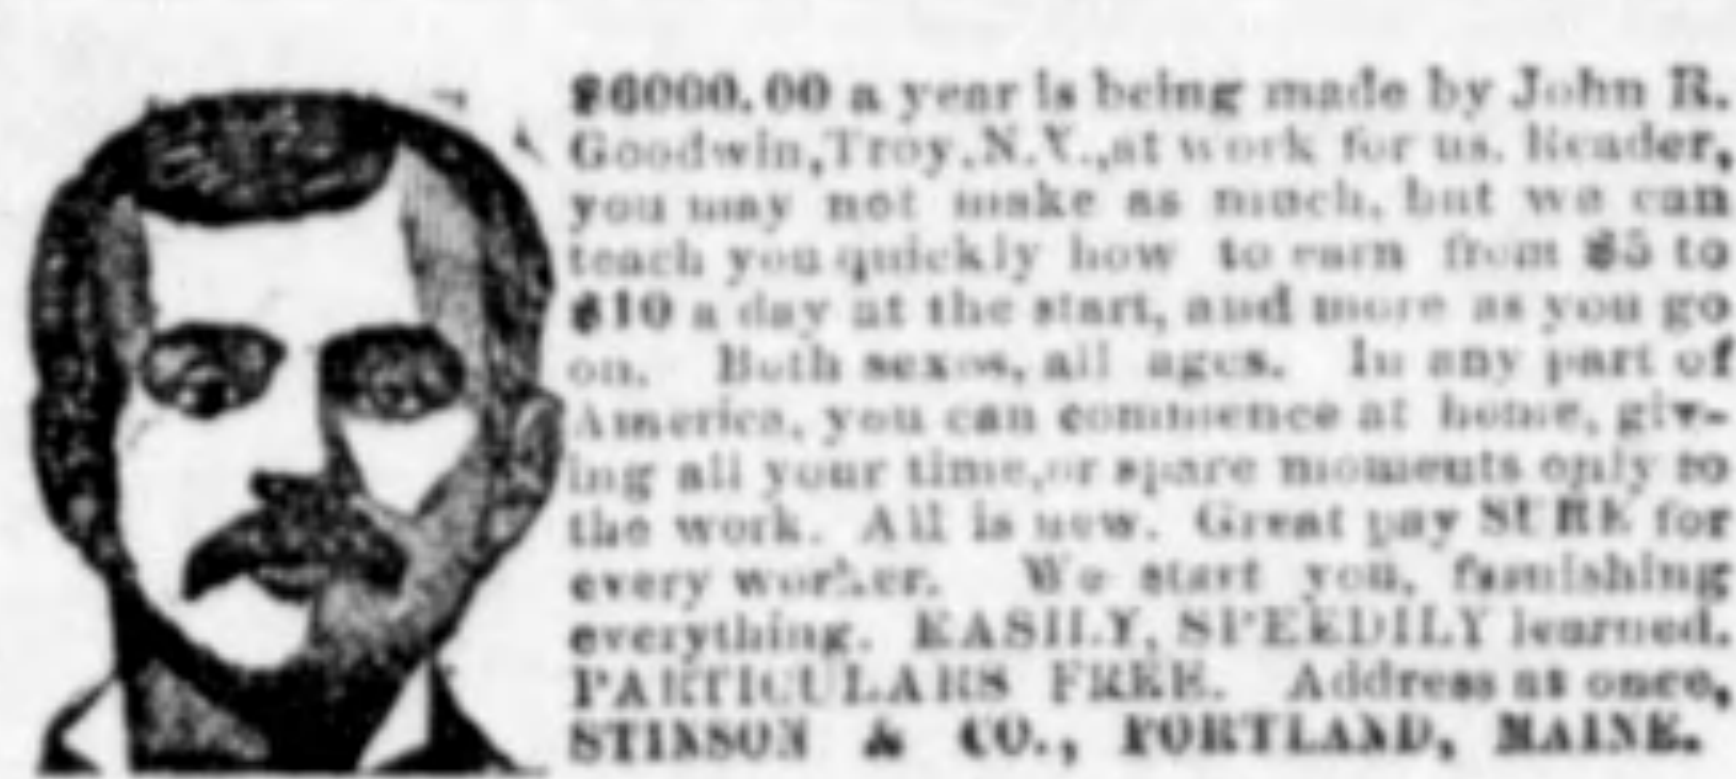 $6000.00 a year is being made by John R.
Goodwin, Troy, N.Y., at work for us. Reader,
you may not make as much, but we can
teach you quickly how to earn from $5 to
$10 a day at the start, and more as you go
on. Both sexes, all ages. In any part of
America, you can commence at home, giv-
ing all your time, or spare moments only to
the work. All is new. Great pay SURE for
every worker. We start you, furnishing
everything. EASILY, SPEEDILY learned.
PARTICULARS FREE. Address at once,
STINSON & CO., PORTLAND, MAINE.